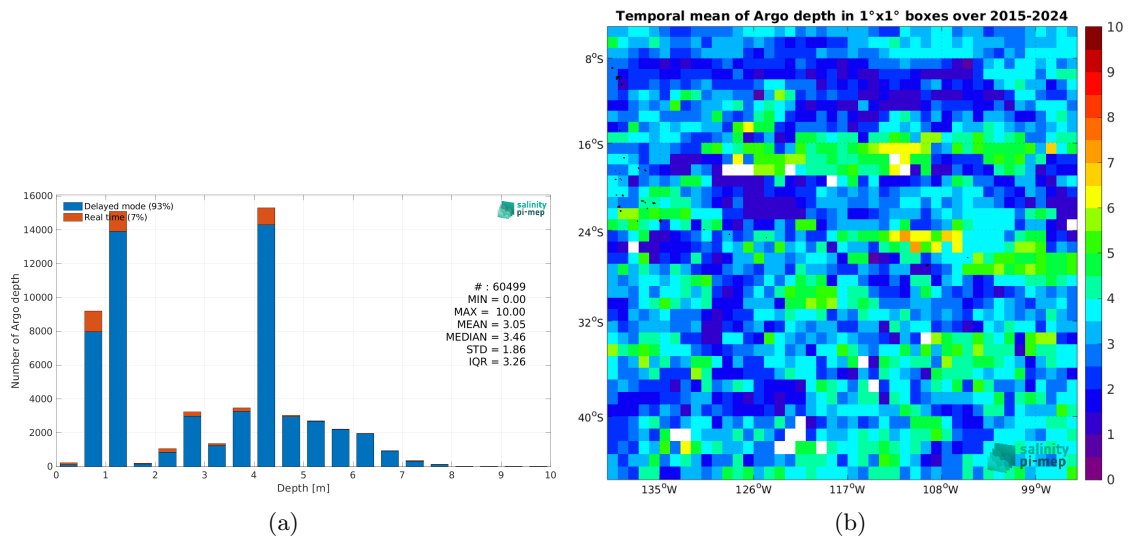 Temporal mean of Argo depth in 1°x1° boxes over 2015-2024
16000
14000
12000
10000
8000
6000
4000
2000
0
Number of Argo depth
Delayed mode (93%)
Real time (7%)
salinity
pi-mep
# : 60499
MIN = 0.00
MAX = 10.00
MEAN = 3.05
MEDIAN = 3.46
STD = 1.86
IQR = 3.26
0 1 2 3 4 5 6 7 8 9 10
Depth [m]
(a)
8°S
16°S
24°S
32°S
40°S
135°W 126°W 117°W 108°W 99°W
salinity
pi-mep
10
9
8
7
6
5
4
3
2
1
0
(b)